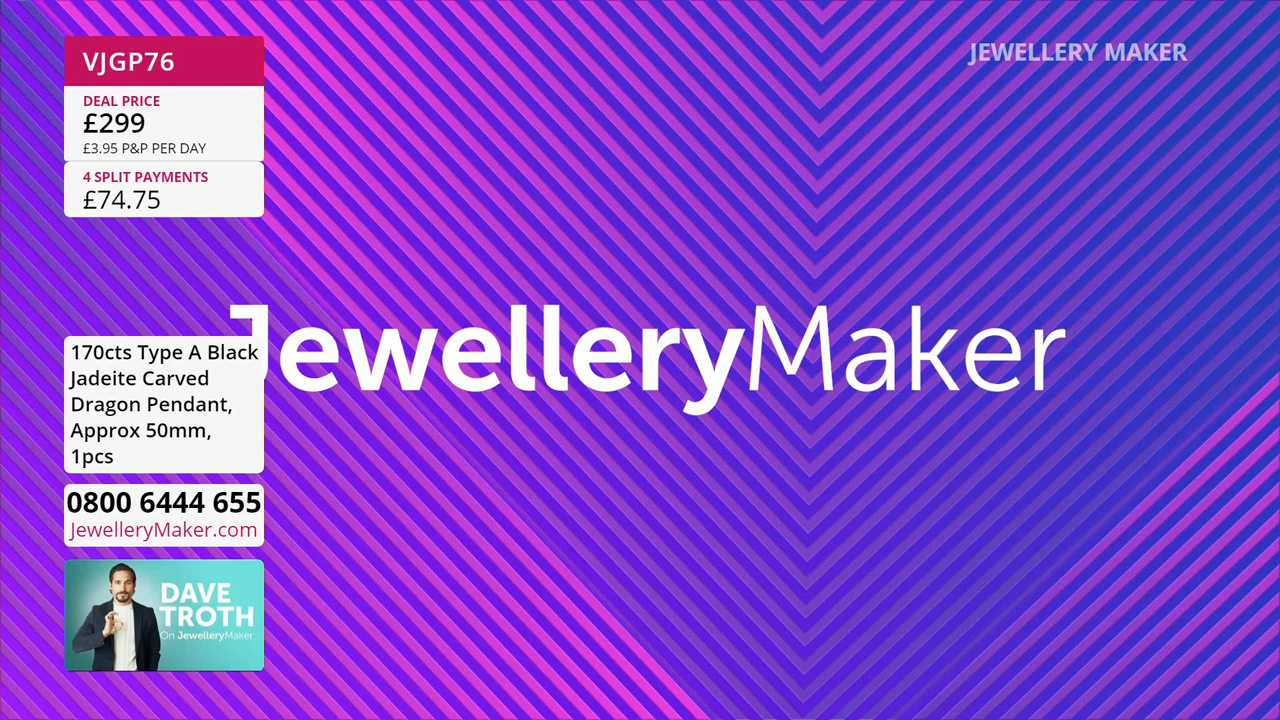 VJGP76
DEAL PRICE
£299
£3.95 P&P PER DAY
4 SPLIT PAYMENTS
£74.75
JEWELLERY MAKER
JewelleryMaker
170cts Type A Black
Jadeite Carved
Dragon Pendant,
Approx 50mm,
1pcs
0800 6444 655
JewelleryMaker.com
DAVE
TROTH
On JewelleryMaker